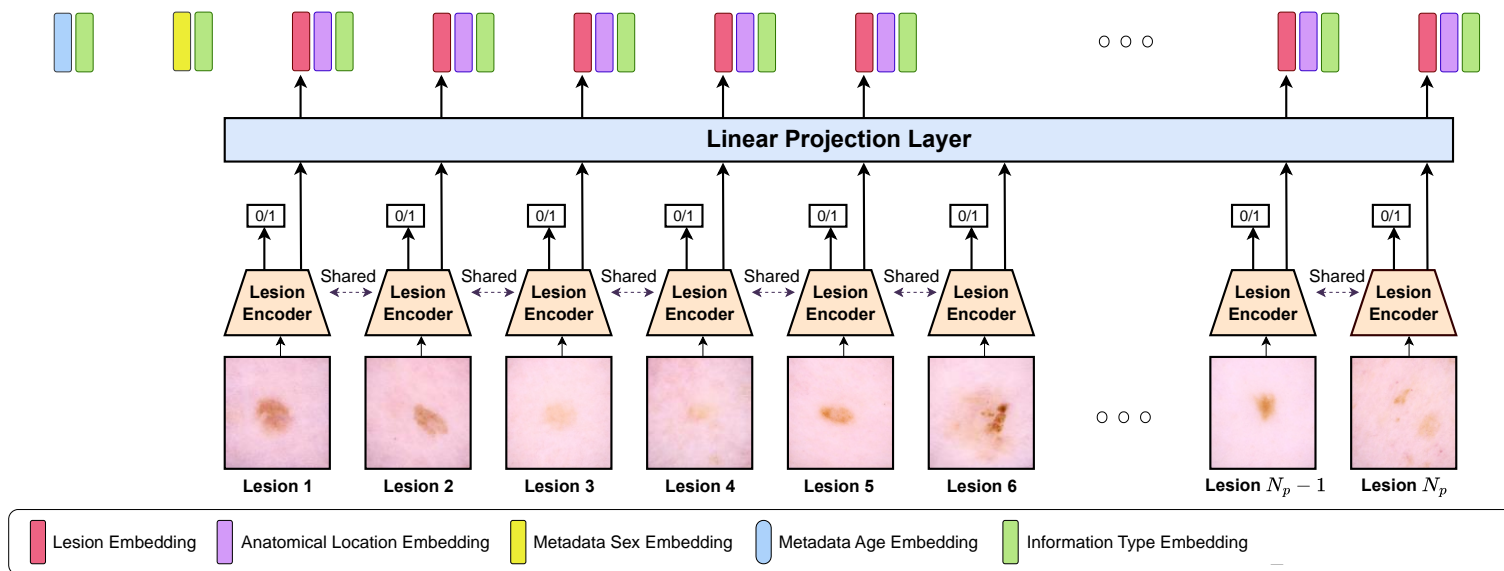 Linear Projection Layer
0/1 0/1 0/1 0/1 0/1 0/1 0/1 0/1
Shared Shared Shared Shared Shared Shared
Lesion Encoder
Lesion Encoder
Lesion Encoder
Lesion Encoder
Lesion Encoder
Lesion Encoder
Lesion Encoder
Lesion Encoder
Lesion 1 Lesion 2 Lesion 3 Lesion 4 Lesion 5 Lesion 6 Lesion N_p − 1 Lesion N_p
Lesion Embedding Anatomical Location Embedding Metadata Sex Embedding Metadata Age Embedding Information Type Embedding